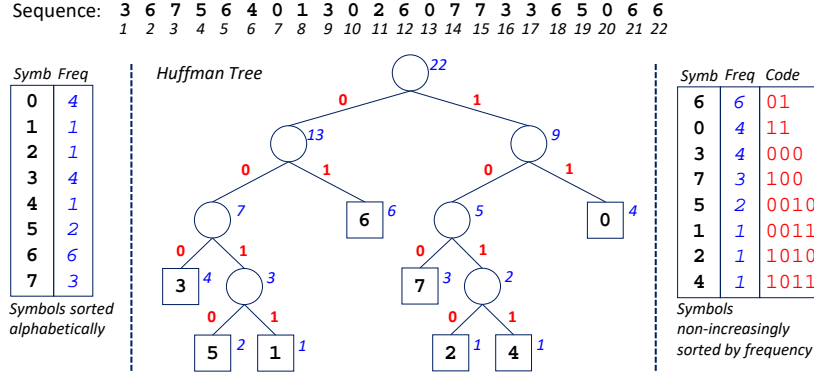 Sequence: 3 6 7 5 6 4 0 1 3 0 2 6 0 7 7 3 3 6 5 0 6 6
1 2 3 4 5 6 7 8 9 10 11 12 13 14 15 16 17 18 19 20 21 22
Symb Freq
0 4
1 1
2 1
3 4
4 1
5 2
6 6
7 3
Symbols sorted
alphabetically
Huffman Tree
22
0 1
13 9
0 1 0 1
7 6 6 5 0 4
0 1 0 1
3 4 3 7 3 2
0 1 0 1
5 2 1 1 2 1 4 1
Symb Freq Code
6 6 01
0 4 11
3 4 000
7 3 100
5 2 0010
1 1 0011
2 1 1010
4 1 1011
Symbols
non-increasingly
sorted by frequency